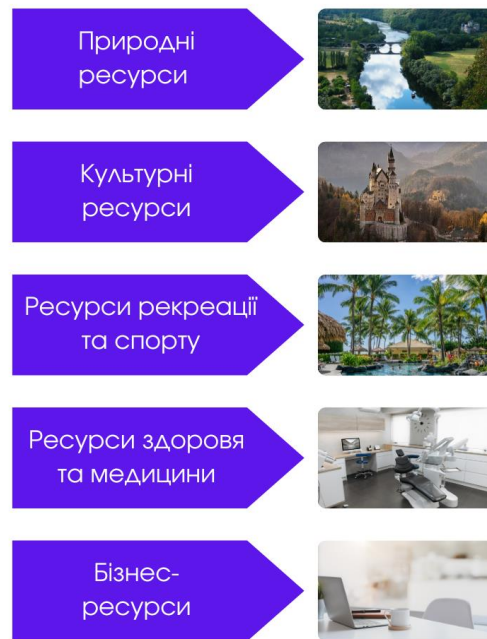 Природні
ресурси
Культурні
ресурси
Ресурси рекреації
та спорту
Ресурси здоровя
та медицини
Бізнес-
ресурси